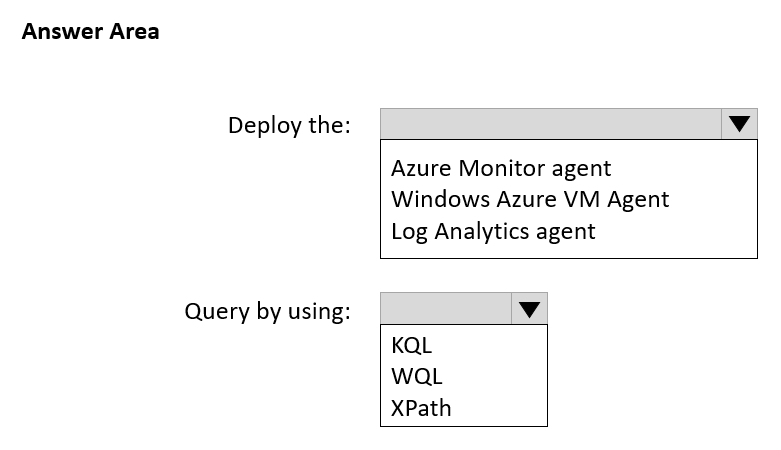 Answer Area
Deploy the:
Azure Monitor agent
Windows Azure VM Agent
Log Analytics agent
Query by using:
KQL
WQL
XPath